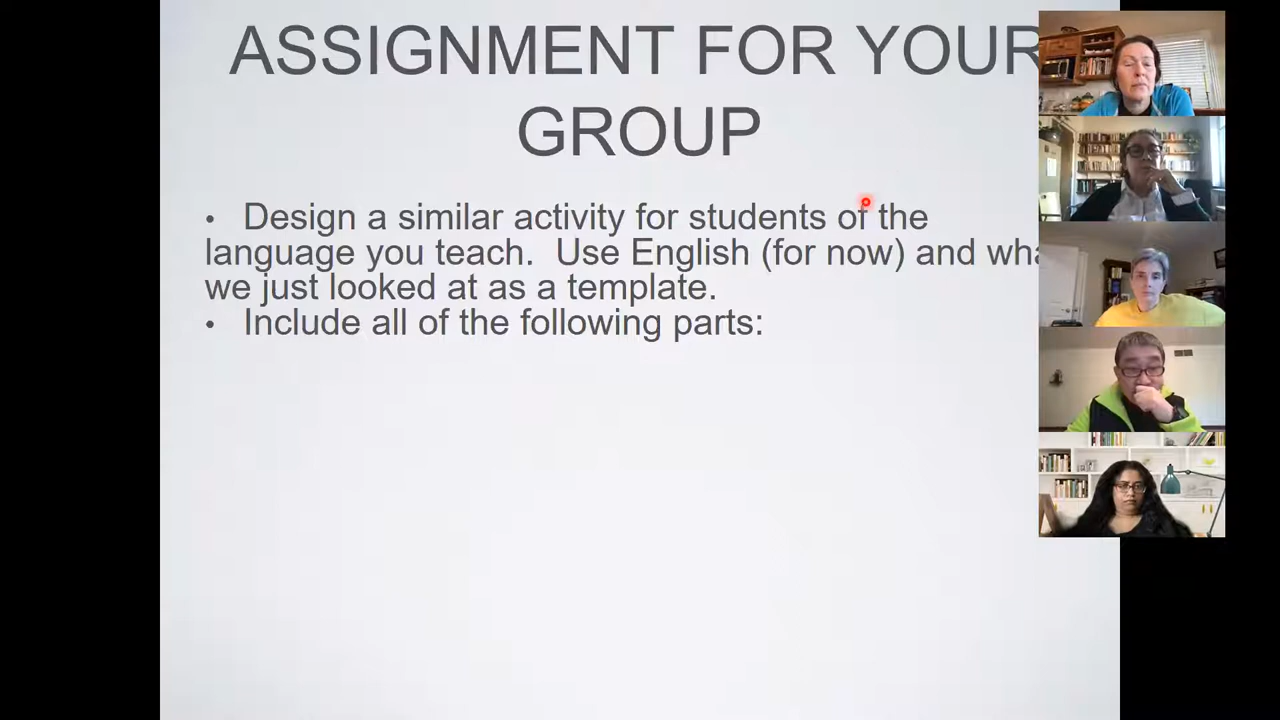 ASSIGNMENT FOR YOUR
GROUP
• Design a similar activity for students of the
language you teach. Use English (for now) and wha
we just looked at as a template.
• Include all of the following parts: